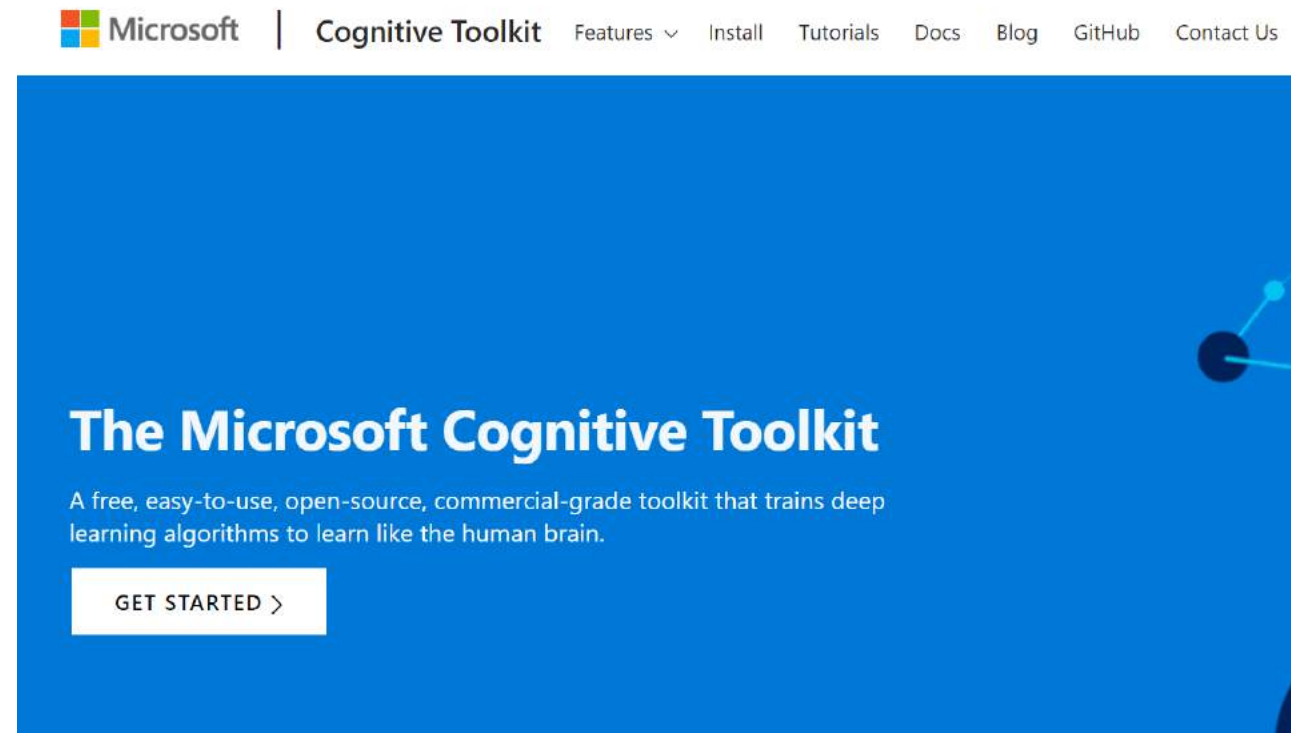 Microsoft | Cognitive Toolkit Features Install Tutorials Docs Blog GitHub Contact Us
The Microsoft Cognitive Toolkit
A free, easy-to-use, open-source, commercial-grade toolkit that trains deep
learning algorithms to learn like the human brain.
GET STARTED >